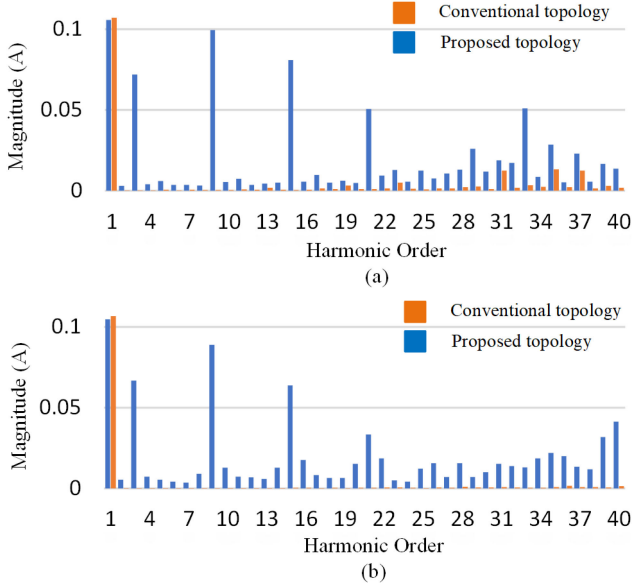 Conventional topology
Proposed topology
Magnitude (A)
0.1
0.05
0
1 4 7 10 13 16 19 22 25 28 31 34 37 40
Harmonic Order
(a)
Conventional topology
Proposed topology
Magnitude (A)
0.1
0.05
0
1 4 7 10 13 16 19 22 25 28 31 34 37 40
Harmonic Order
(b)